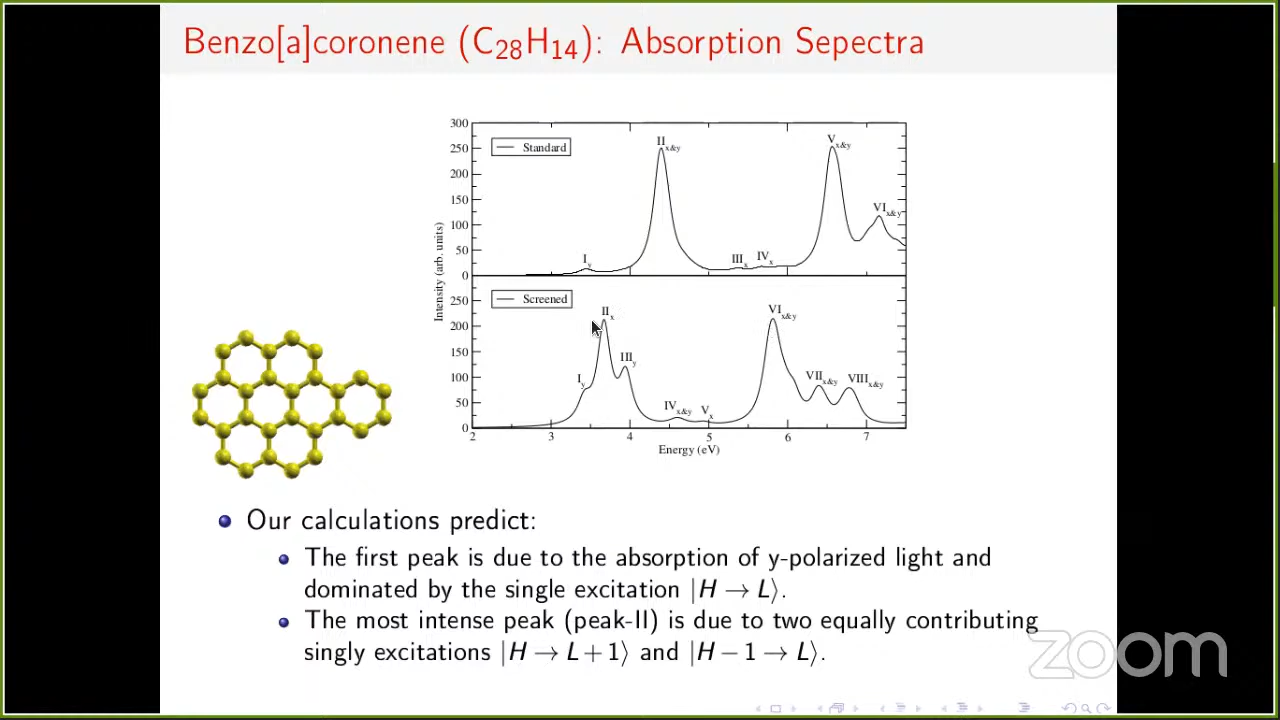 Benzo[a]coronene (C28H14): Absorption Sepectra
300
250
200
150
100
50
0
250
200
150
100
50
0
Intensity (arb. units)
Standard
I y
II x&y
III x
IV x
V x&y
VI x&y
Screened
I y
II x
III y
IV x&y
V x
VI x&y
VII x&y
VIII x&y
2 3 4 5 6 7
Energy (eV)
Our calculations predict:
The first peak is due to the absorption of y-polarized light and
dominated by the single excitation |H → L⟩.
The most intense peak (peak-II) is due to two equally contributing
singly excitations |H → L + 1⟩ and |H − 1 → L⟩.
zoom